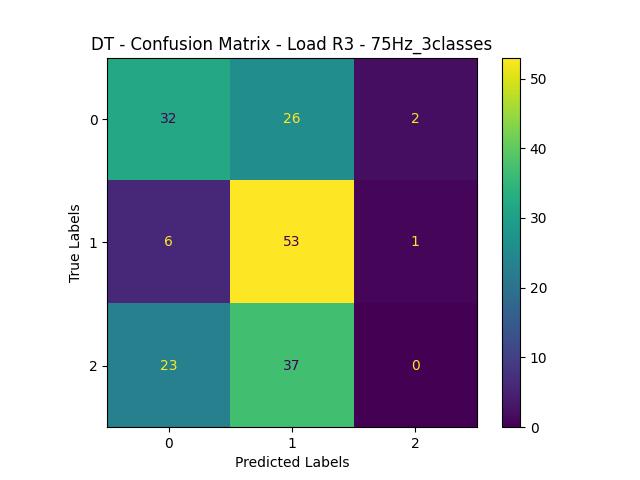 DT - Confusion Matrix - Load R3 - 75Hz_3classes
50
0 32 26 2
40
30
True Labels
1 6 53 1
20
2 23 37 0
10
0
0 1 2
Predicted Labels